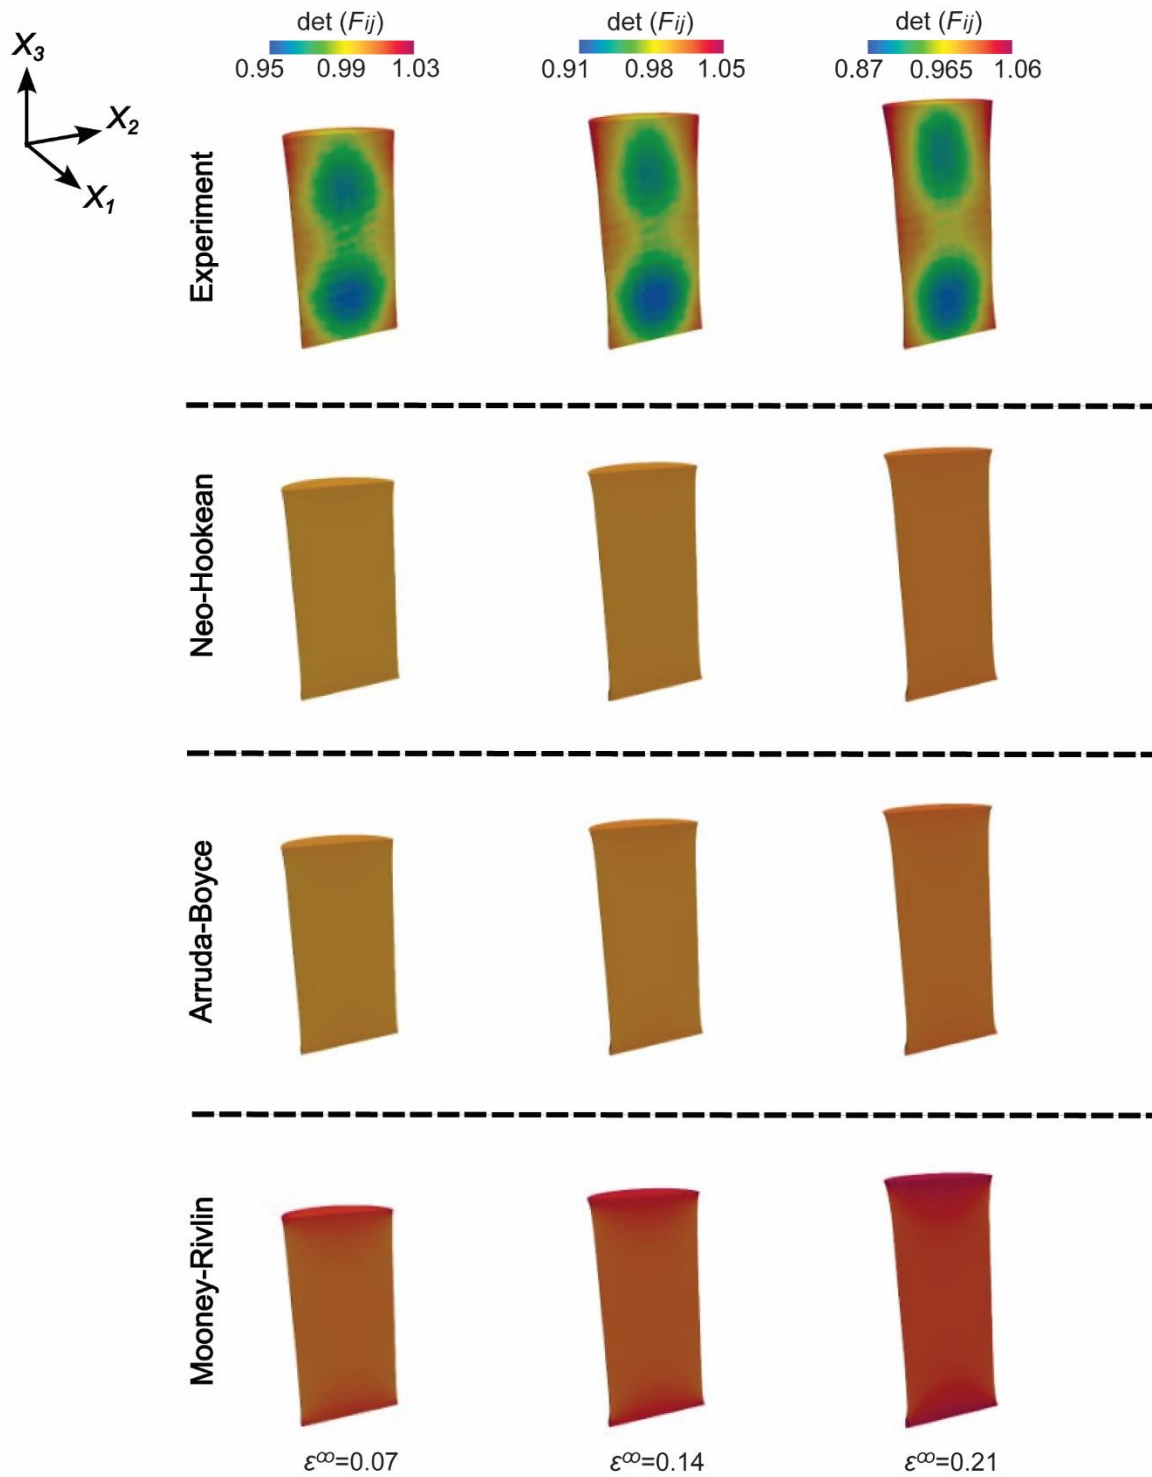 det (Fij) det (Fij) det (Fij)
0.95 0.99 1.03 0.91 0.98 1.05 0.87 0.965 1.06
X3
X2
X1
Experiment
Neo-Hookean
Arruda-Boyce
Mooney-Rivlin
ε∞=0.07 ε∞=0.14 ε∞=0.21